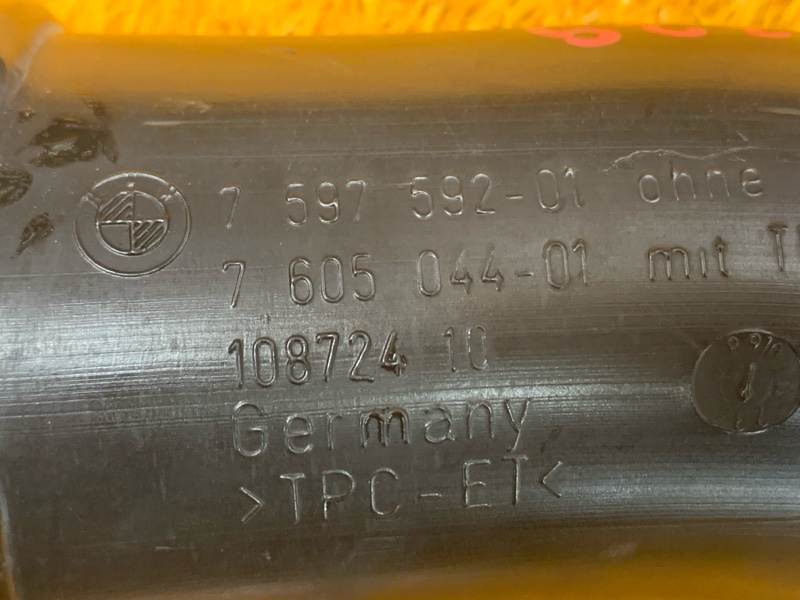 7 597 592-01 ohne
7 605 044-01 mit
108724 10
Germany
>TPC-ET<